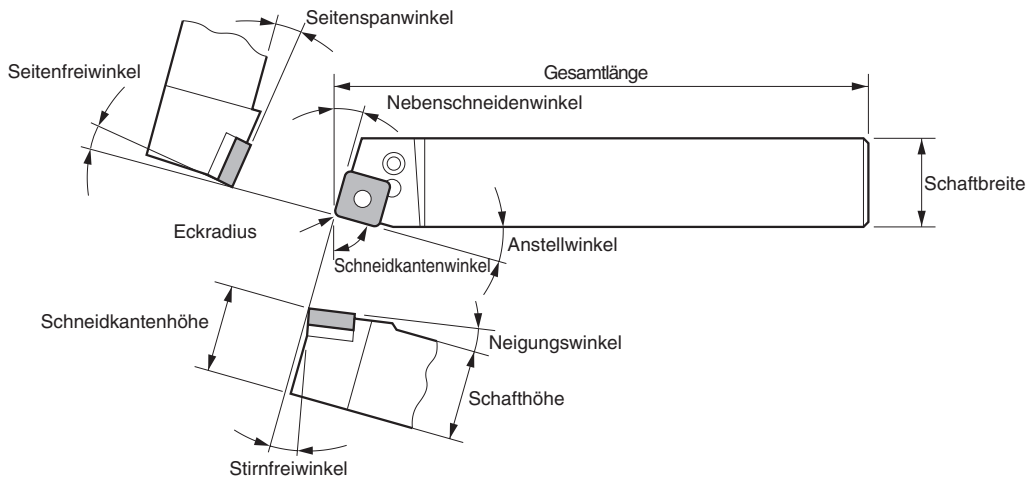 Seitenspanwinkel
Seitenfreiwinkel
Gesamtlänge
Nebenschneidenwinkel
Schaftbreite
Eckradius
Anstellwinkel
Schneidkantenwinkel
Schneidkantenhöhe
Neigungswinkel
Schafthöhe
Stirnfreiwinkel